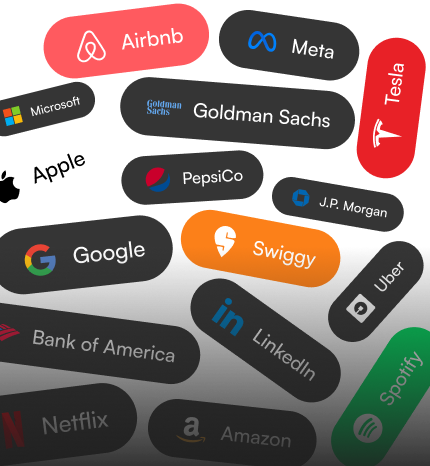 Airbnb
Meta
Tesla
Microsoft
Goldman
Sachs
Goldman Sachs
Apple
PepsiCo
J.P. Morgan
Google
Swiggy
Uber
Bank of America
in
LinkedIn
Spotify
Netflix
a
Amazon